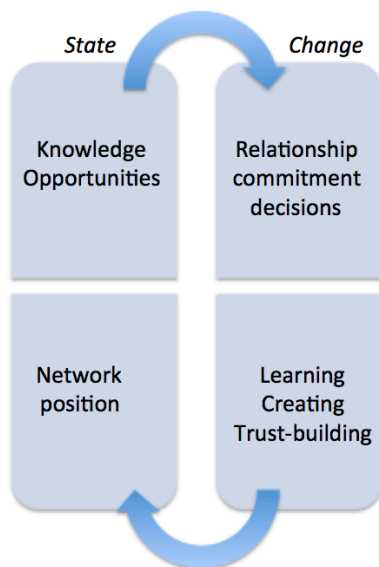 State
Change
Knowledge
Opportunities
Relationship
commitment
decisions
Network
position
Learning
Creating
Trust-building